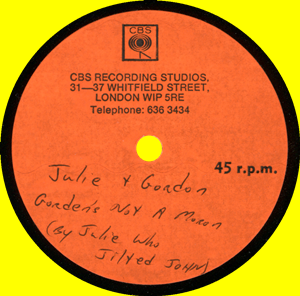 CBS
CBS RECORDING STUDIOS,
31—37 WHITFIELD STREET,
LONDON W1P 5RE
Telephone: 636 3434
45 r.p.m.
Julie + Gordon
Gorden's Not A Moron
(By Julie Who
Jilted JOHN)